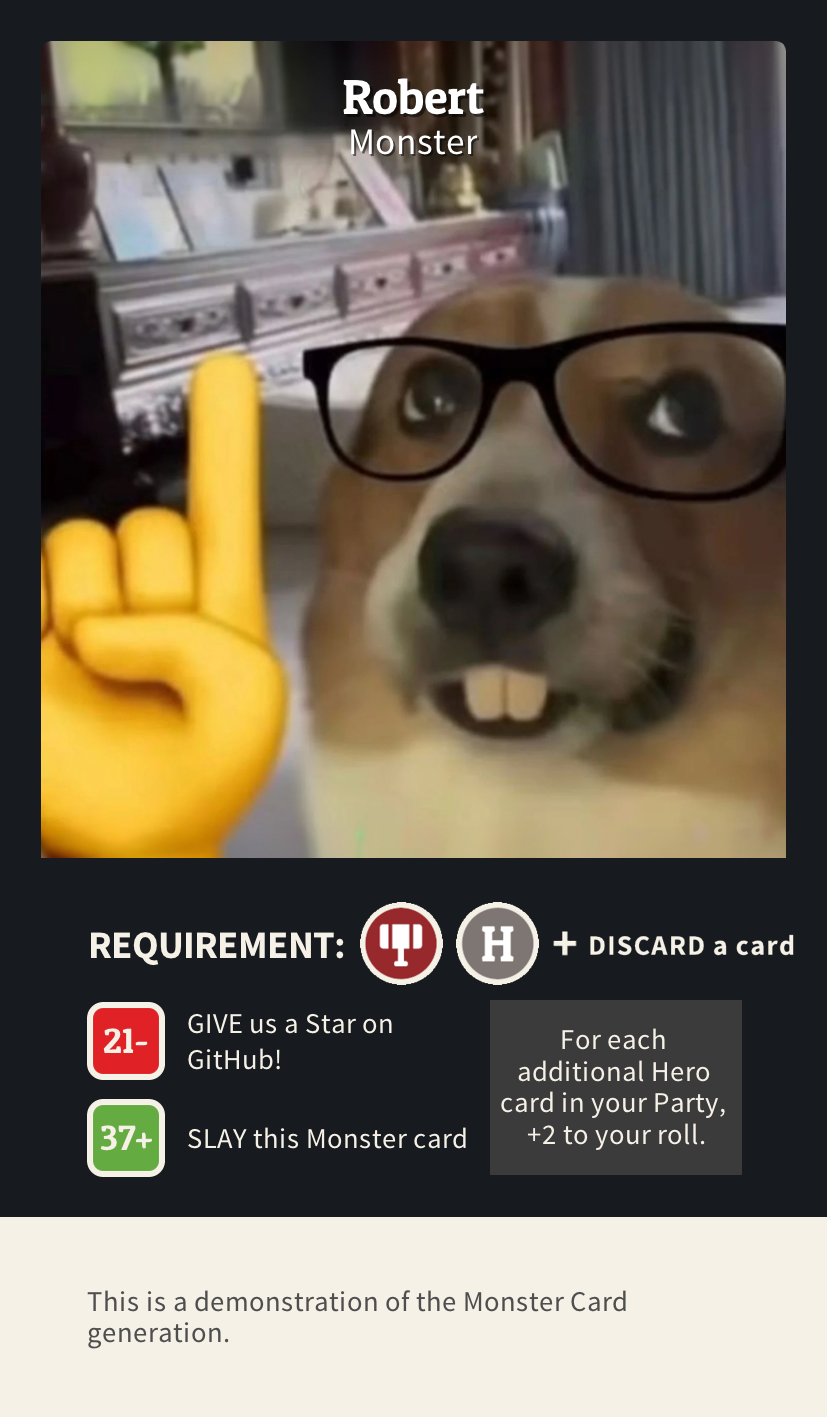 Robert
Monster
REQUIREMENT: H + DISCARD a card
21-
GIVE us a Star on
GitHub!
37+
SLAY this Monster card
For each
additional Hero
card in your Party,
+2 to your roll.
This is a demonstration of the Monster Card
generation.